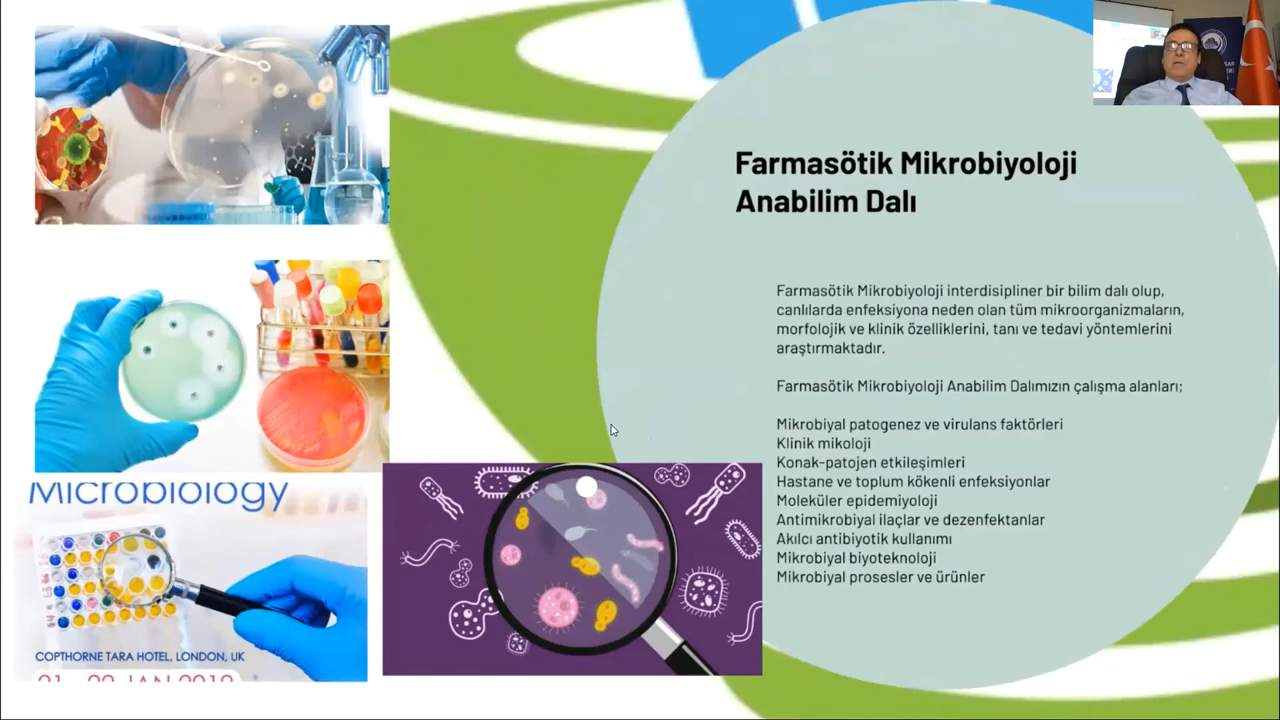 Farmasötik Mikrobiyoloji
Anabilim Dalı
Farmasötik Mikrobiyoloji interdisipliner bir bilim dalı olup,
canlılarda enfeksiyona neden olan tüm mikroorganizmaların,
morfolojik ve klinik özelliklerini, tanı ve tedavi yöntemlerini
araştırmaktadır.
Farmasötik Mikrobiyoloji Anabilim Dalımızın çalışma alanları;
Mikrobiyal patogenez ve virulans faktörleri
Klinik mikoloji
Konak-patojen etkileşimleri
Hastane ve toplum kökenli enfeksiyonlar
Moleküler epidemiyoloji
Antimikrobiyal ilaçlar ve dezenfektanlar
Akılcı antibiyotik kullanımı
Mikrobiyal biyoteknoloji
Mikrobiyal prosesler ve ürünler
Microbiology
COPTHORNE TARA HOTEL, LONDON, UK